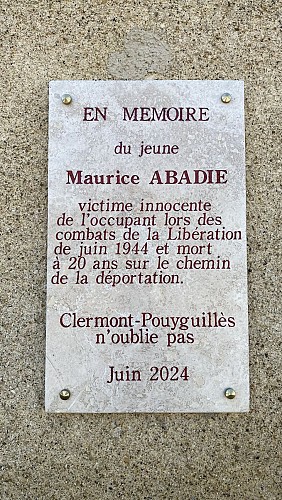 EN MEMOIRE
du jeune
Maurice ABADIE
victime innocente
de l'occupant lors des
combats de la Libération
de juin 1944 et mort
à 20 ans sur le chemin
de la déportation.
Clermont-Pouyguillès
n'oublie pas
Juin 2024